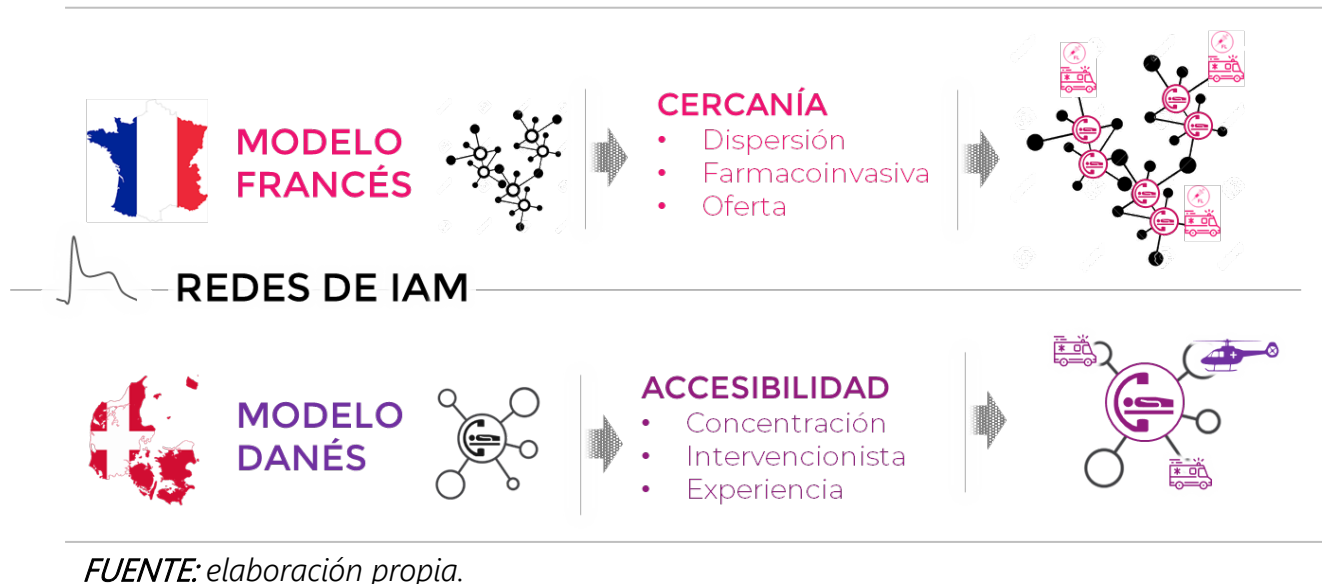 MODELO
FRANCÉS
CERCANÍA
• Dispersión
• Farmacoinvasiva
• Oferta
REDES DE IAM
MODELO
DANÉS
ACCESIBILIDAD
• Concentración
• Intervencionista
• Experiencia
FUENTE: elaboración propia.